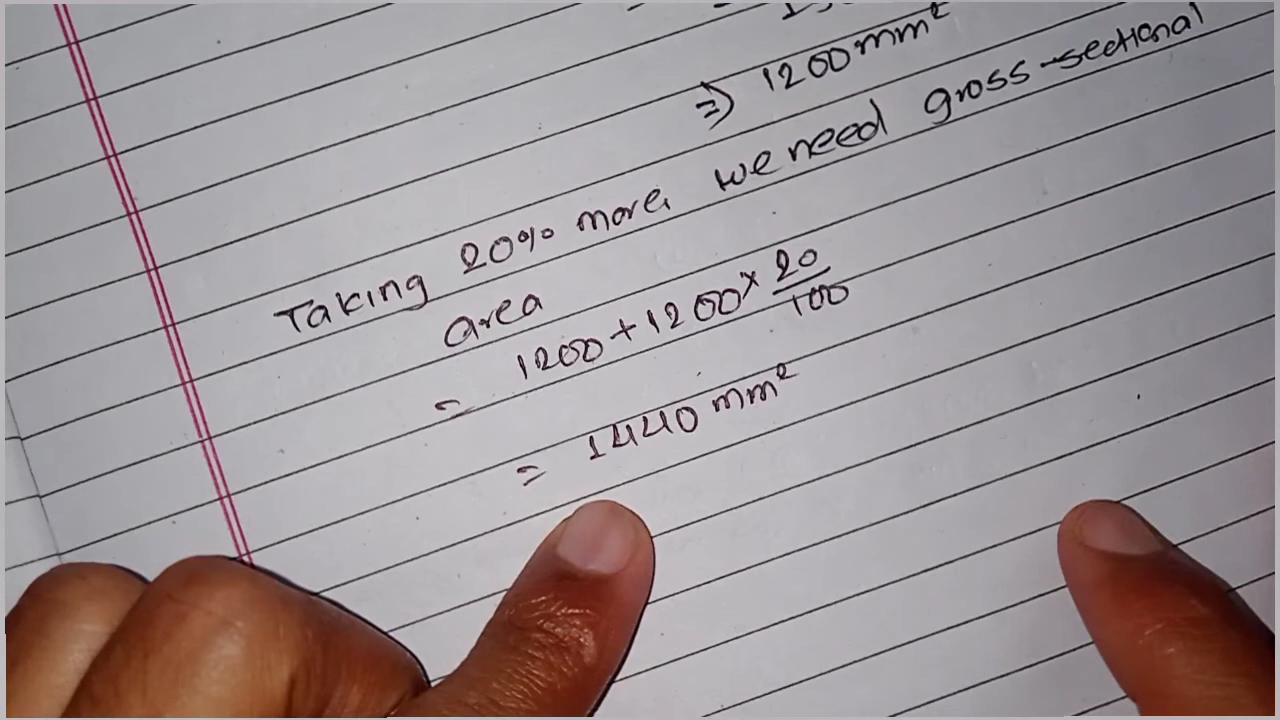 ⇒ 1200 mm²
Taking 20% more, we need gross-sectional
area
= 1200 + 1200 × 20/100
= 1440 mm²